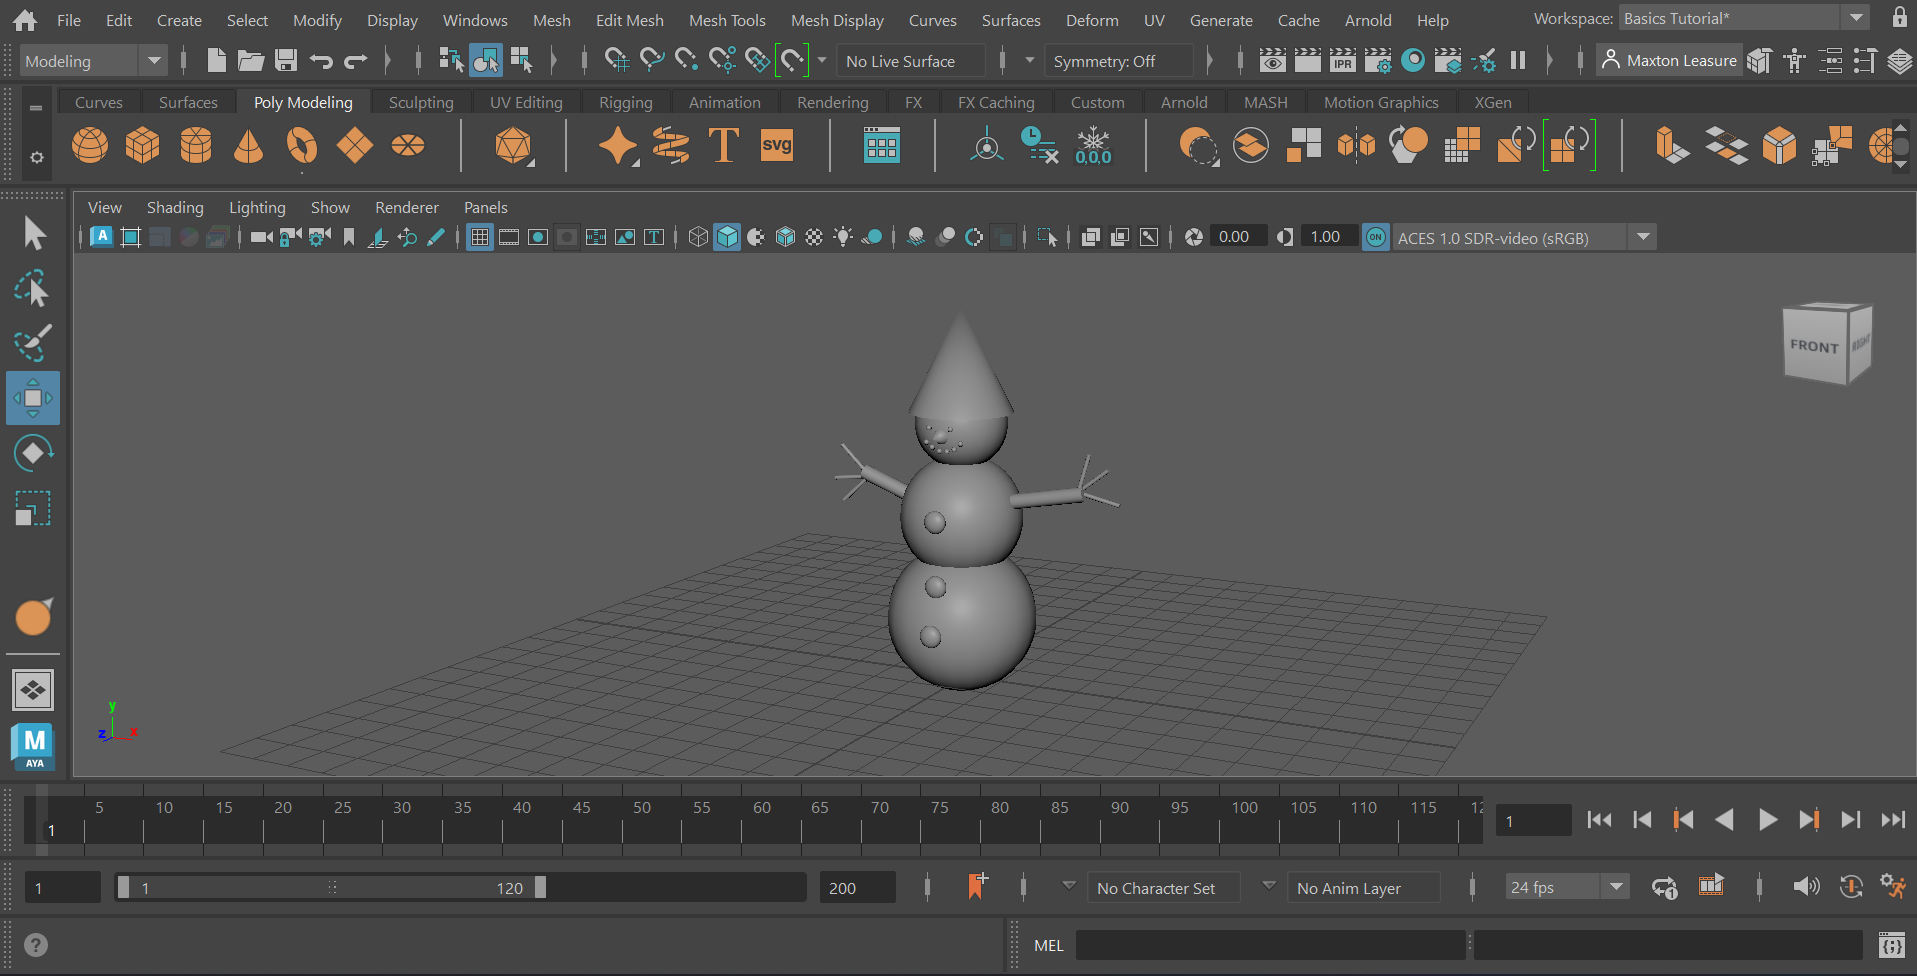 File Edit Create Select Modify Display Windows Mesh Edit Mesh Mesh Tools Mesh Display Curves Surfaces Deform UV Generate Cache Arnold Help Workspace: Basics Tutorial*
Modeling No Live Surface Symmetry: Off IPR Maxton Leasure
Curves Surfaces Poly Modeling Sculpting UV Editing Rigging Animation Rendering FX FX Caching Custom Arnold MASH Motion Graphics XGen
T svg 0,0,0
View Shading Lighting Show Renderer Panels
A T 0.00 1.00 ON ACES 1.0 SDR-video (sRGB)
FRONT RIGHT
y
z x
M
AYA
5 10 15 20 25 30 35 40 45 50 55 60 65 70 75 80 85 90 95 100 105 110 115 12
1 1
1 1 120 200 No Character Set No Anim Layer 24 fps 1
? MEL {;}